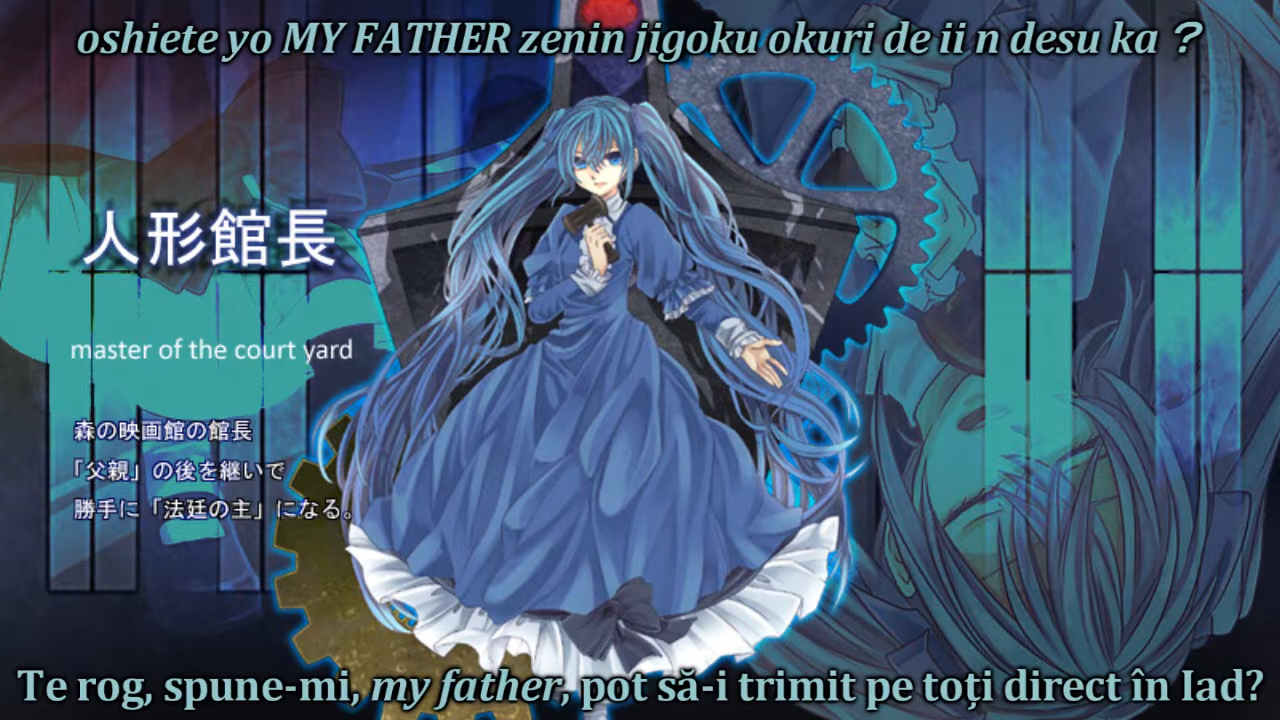 oshiete yo MY FATHER zenin jigoku okuri de ii n desu ka？
人形館長
master of the court yard
森の映画館の館長
「父親」の後を継いで
勝手に「法廷の主」になる。
Te rog, spune-mi, my father, pot să-i trimit pe toți direct în Iad?